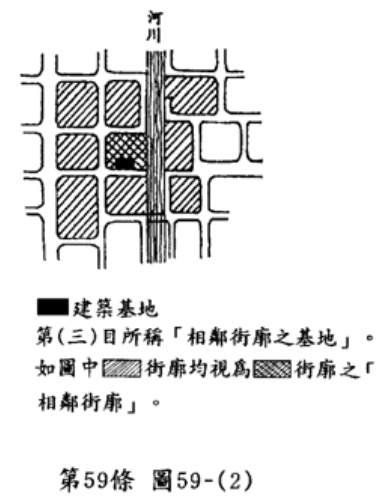 河川
建築基地
第(三)目所稱「相鄰街廓之基地」。
如圖中街廓均視為街廓之「
相鄰街廓」。
第59條 圖59-(2)